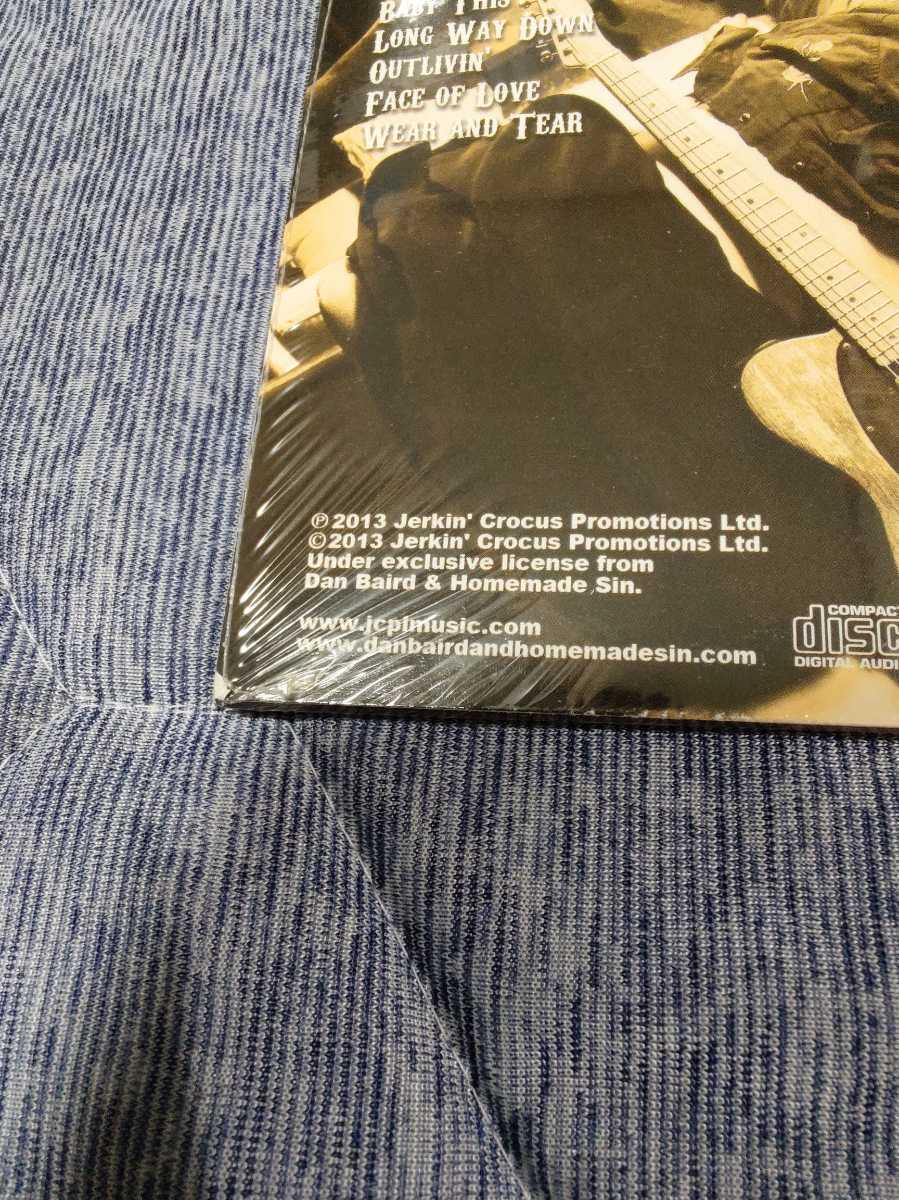 Baby This
Long Way Down
Outlivin'
Face of Love
Wear and Tear
℗ 2013 Jerkin' Crocus Promotions Ltd.
© 2013 Jerkin' Crocus Promotions Ltd.
Under exclusive license from
Dan Baird & Homemade Sin.
www.jcplmusic.com
www.danbairdandhomemadesin.com
COMPACT
disc
DIGITAL AUDIO